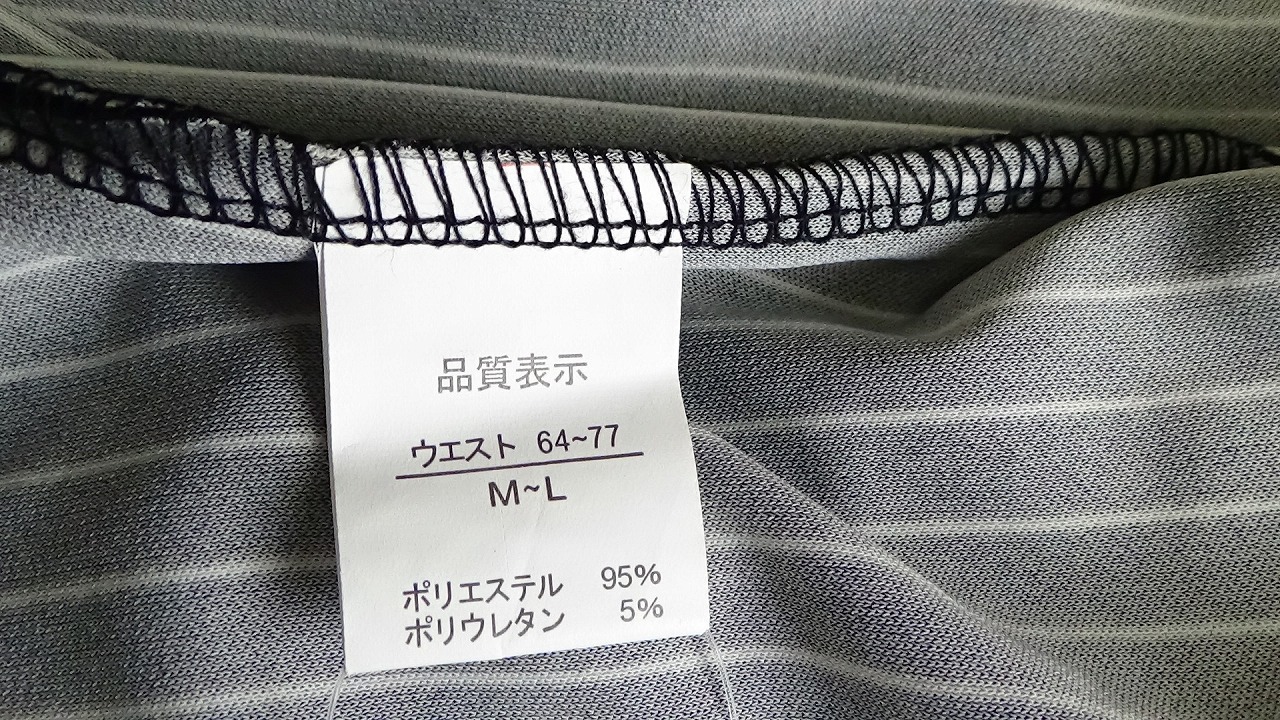 品質表示
ウエスト 64~77
M~L
ポリエステル 95%
ポリウレタン 5%